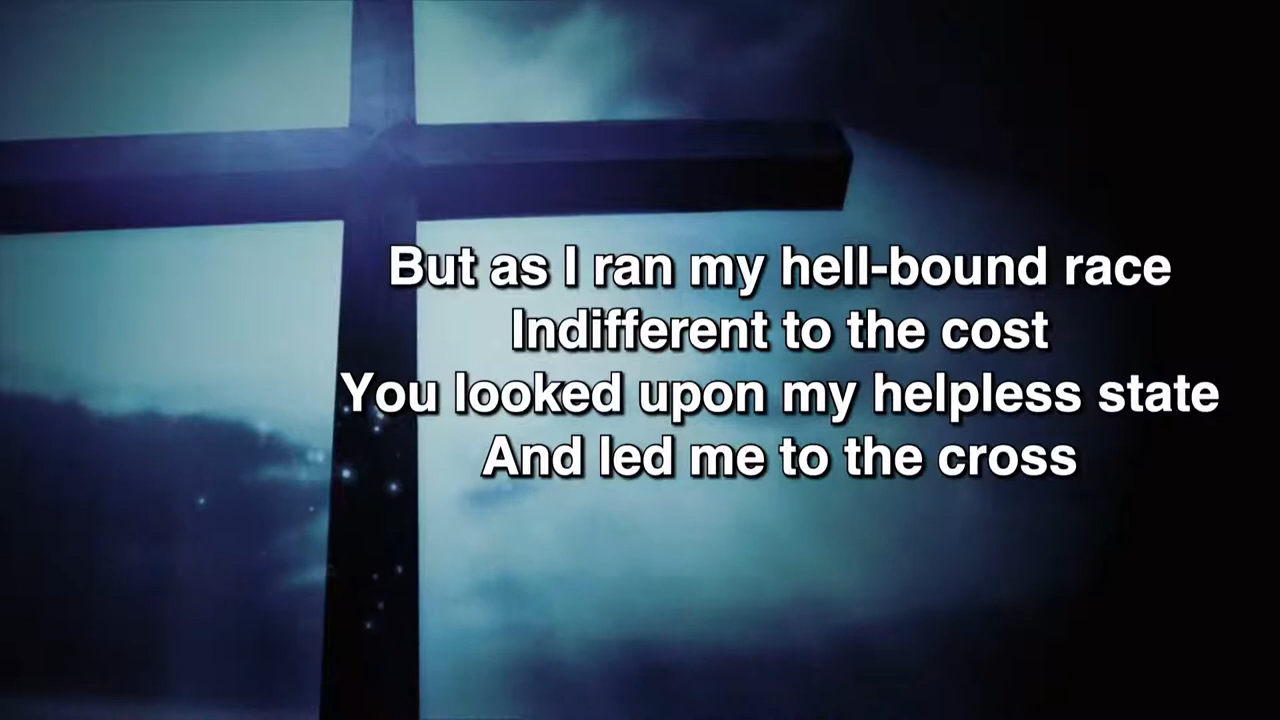 But as I ran my hell-bound race
Indifferent to the cost
You looked upon my helpless state
And led me to the cross